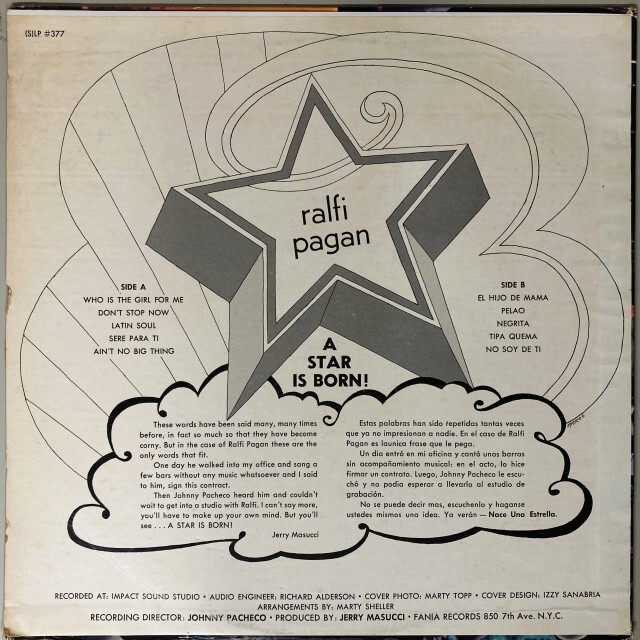 (S)LP #377
ralfi
pagan
SIDE A
WHO IS THE GIRL FOR ME
DON'T STOP NOW
LATIN SOUL
SERE PARA TI
AIN'T NO BIG THING
SIDE B
EL HIJO DE MAMA
PELAO
NEGRITA
TIPA QUEMA
NO SOY DE TI
A
STAR
IS BORN!
These words have been said many, many times
before, in fact so much so that they have become
corny. But in the case of Ralfi Pagan these are the
only words that fit.
One day he walked into my office and sang a
few bars without any music whatsoever and I said
to him, sign this contract.
Then Johnny Pacheco heard him and couldn't
wait to get into a studio with Ralfi. I can't say more,
you'll have to make up your own mind. But you'll
see . . . A STAR IS BORN!
Jerry Masucci
Estas palabras han sido repetidas tantas veces
que ya no impresionan a nadie. En el caso de Ralfi
Pagan es launica frase que le pega.
Un dia entró en mi oficina y cantó unas barras
sin acompañamiento musical: en el acto, lo hice
firmar un contrato. Luego, Johnny Pacheco le escu-
chó y no podia esperar a llevarlo al estudio de
grabación.
No se puede decir mas, escuchenlo y haganse
ustedes mismos una idea. Ya verán — Nace Una Estrella.
RECORDED AT: IMPACT SOUND STUDIO • AUDIO ENGINEER: RICHARD ALDERSON • COVER PHOTO: MARTY TOPP • COVER DESIGN: IZZY SANABRIA
ARRANGEMENTS BY: MARTY SHELLER
RECORDING DIRECTOR: JOHNNY PACHECO • PRODUCED BY: JERRY MASUCCI • FANIA RECORDS 850 7th Ave. N.Y.C.